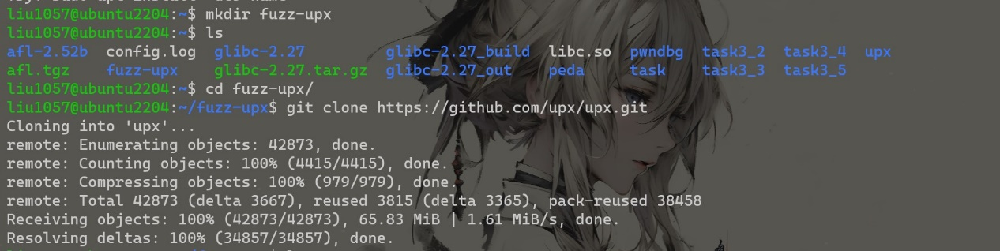 liu1057@ubuntu2204:~$ mkdir fuzz-upx
liu1057@ubuntu2204:~$ ls
afl-2.52b config.log glibc-2.27 glibc-2.27_build libc.so pwndbg task3_2 task3_4 upx
afl.tgz fuzz-upx glibc-2.27.tar.gz glibc-2.27_out peda task task3_3 task3_5
liu1057@ubuntu2204:~$ cd fuzz-upx/
liu1057@ubuntu2204:~/fuzz-upx$ git clone https://github.com/upx/upx.git
Cloning into 'upx'...
remote: Enumerating objects: 42873, done.
remote: Counting objects: 100% (4415/4415), done.
remote: Compressing objects: 100% (979/979), done.
remote: Total 42873 (delta 3667), reused 3815 (delta 3365), pack-reused 38458
Receiving objects: 100% (42873/42873), 65.83 MiB | 1.61 MiB/s, done.
Resolving deltas: 100% (34857/34857), done.